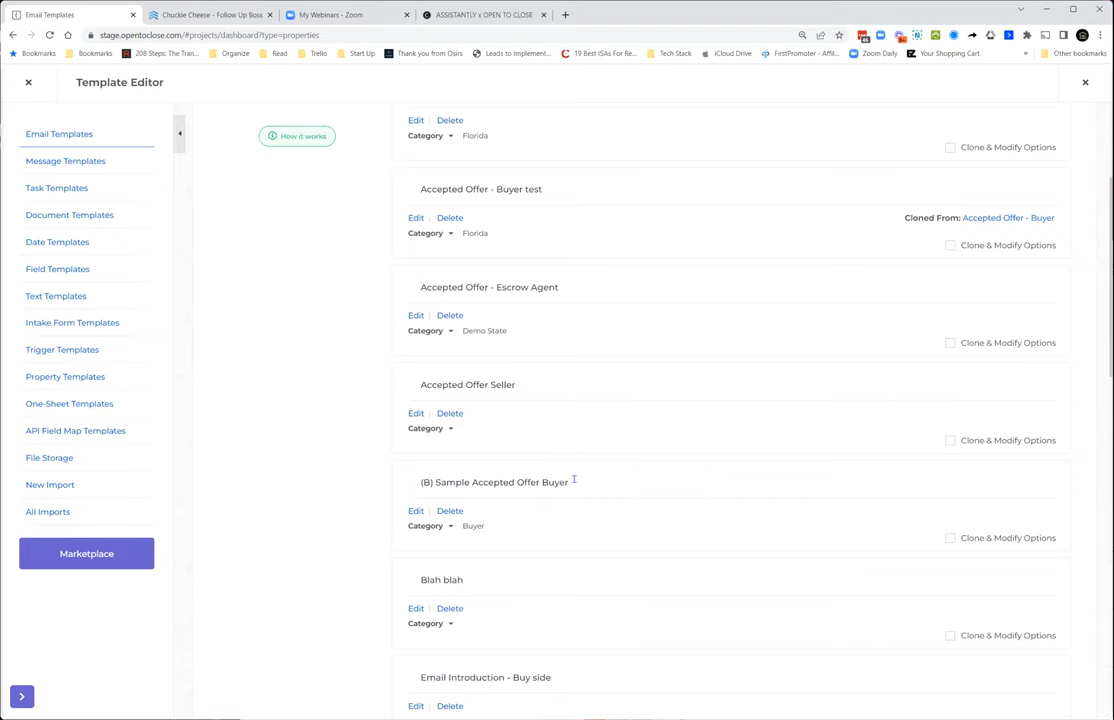 Email Templates
Chuckie Cheese - Follow Up Boss
My Webinars - Zoom
ASSISTANTLY x OPEN TO CLOSE
stage.opentoclose.com/#projects/dashboard?type=properties
Bookmarks
Bookmarks
208 Steps: The Tran...
Organize
Read
Trello
Start Up
Thank you from Osirs
Leads to Implement...
19 Best ISAs For Re...
Tech Stack
iCloud Drive
FirstPromoter - Affil...
Zoom Daily
Your Shopping Cart
»
Other bookmarks
Template Editor
Email Templates
Message Templates
Task Templates
Document Templates
Date Templates
Field Templates
Text Templates
Intake Form Templates
Trigger Templates
Property Templates
One-Sheet Templates
API Field Map Templates
File Storage
New Import
All Imports
Marketplace
How it works
Edit | Delete
Category Florida
Clone & Modify Options
Accepted Offer - Buyer test
Edit | Delete
Cloned From: Accepted Offer - Buyer
Category Florida
Clone & Modify Options
Accepted Offer - Escrow Agent
Edit | Delete
Category Demo State
Clone & Modify Options
Accepted Offer Seller
Edit | Delete
Category
Clone & Modify Options
(B) Sample Accepted Offer Buyer
Edit | Delete
Category Buyer
Clone & Modify Options
Blah blah
Edit | Delete
Category
Clone & Modify Options
Email Introduction - Buy side
Edit | Delete